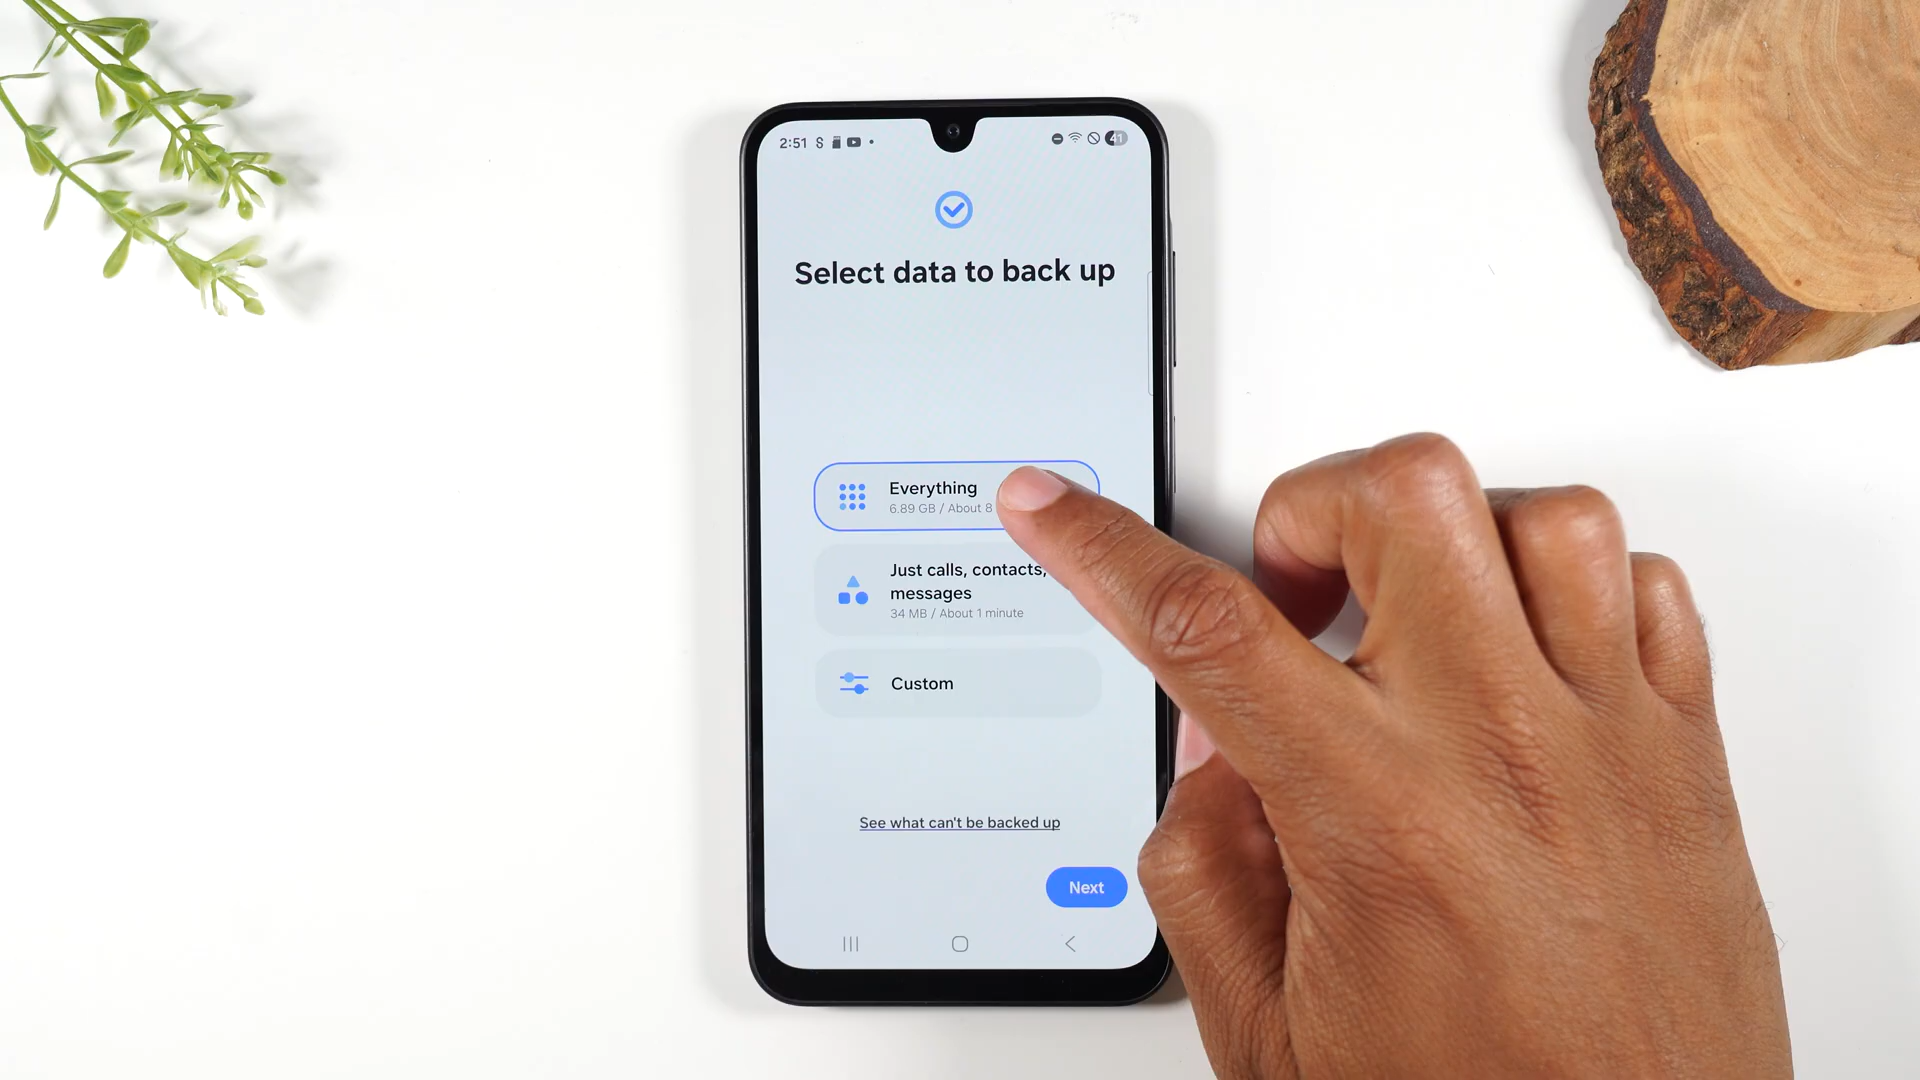 2:51
41
Select data to back up
Everything
6.89 GB / About 8
Just calls, contacts,
messages
34 MB / About 1 minute
Custom
See what can't be backed up
Next